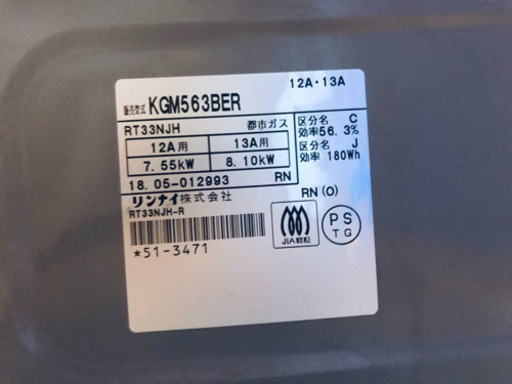 12A・13A
販売型式 KGM563BER
RT33NJH 都市ガス
12A用 13A用
7.55kW 8.10kW
18.05-012993 RN
リンナイ株式会社
RT33NJH-R
*51-3471
区分名 C
効率56.3%
区分名 J
効率 180Wh
RN(O)
JIA認証
PS
TG